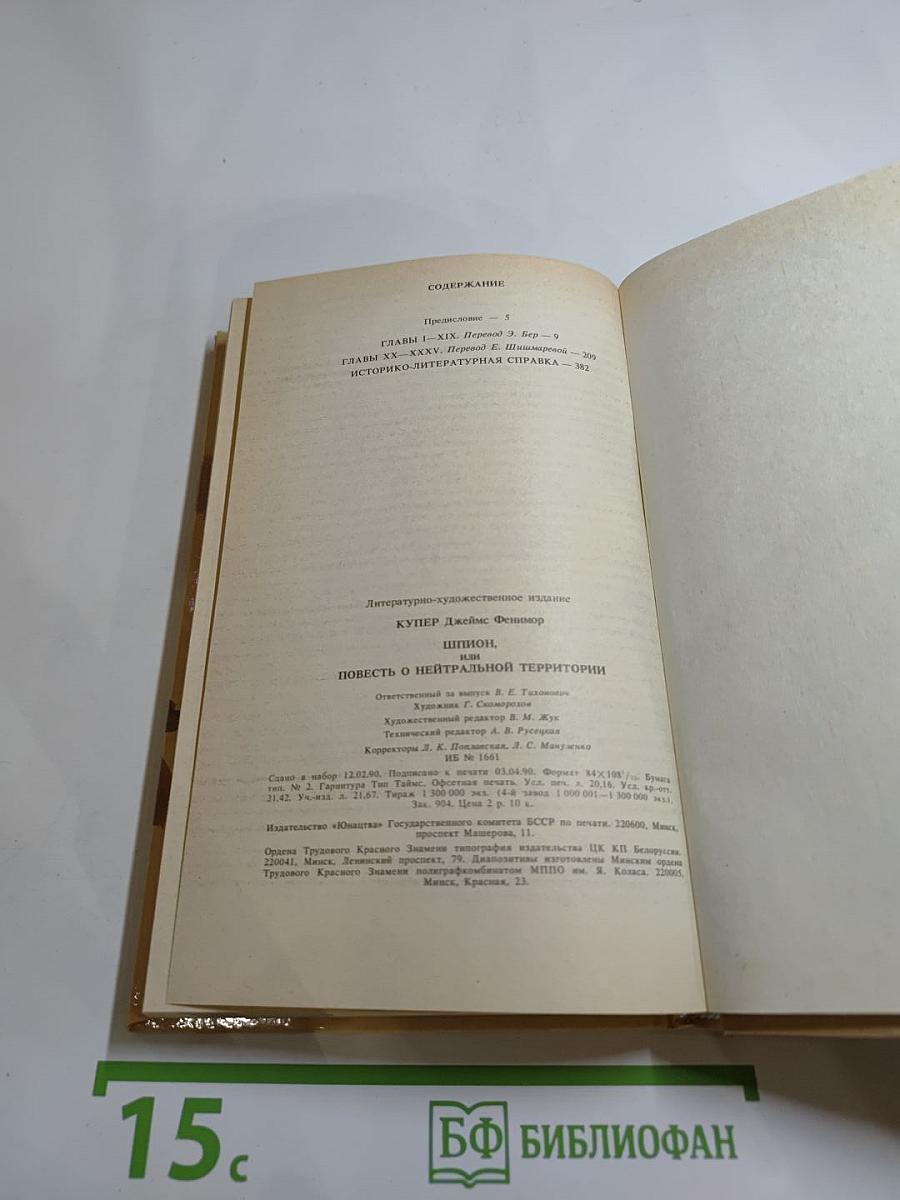 СОДЕРЖАНИЕ
Предисловие — 5
ГЛАВЫ I—XIX. Перевод Э. Бер — 9
ГЛАВЫ XX—XXXV. Перевод Е. Шишмаревой — 209
ИСТОРИКО-ЛИТЕРАТУРНАЯ СПРАВКА — 382
Литературно-художественное издание
КУПЕР Джеймс Фенимор
ШПИОН,
или
ПОВЕСТЬ О НЕЙТРАЛЬНОЙ ТЕРРИТОРИИ
Ответственный за выпуск В. Е. Тихонович
Художник Г. Скоморохов
Художественный редактор В. М. Жук
Технический редактор А. В. Русецкая
Корректоры Л. К. Поплавская, Л. С. Мануленко
ИБ № 1661
Сдано в набор 12.02.90. Подписано к печати 03.04.90. Формат 84×108¹/₃₂. Бумага
тип. № 2. Гарнитура Тип Таймс. Офсетная печать. Усл. печ. л. 20,16. Усл. кр.-отт.
21,42. Уч.-изд. л. 21,67. Тираж 1 300 000 экз. (4-й завод 1 000 001—1 300 000 экз.).
Зак. 904. Цена 2 р. 10 к.
Издательство «Юнацтва» Государственного комитета БССР по печати. 220600, Минск,
проспект Машерова, 11.
Ордена Трудового Красного Знамени типография издательства ЦК КП Белоруссии.
220041, Минск, Ленинский проспект, 79. Диапозитивы изготовлены Минским ордена
Трудового Красного Знамени полиграфкомбинатом МППО им. Я. Коласа. 220005,
Минск, Красная, 23.
15 с
БФ БИБЛИОФАН